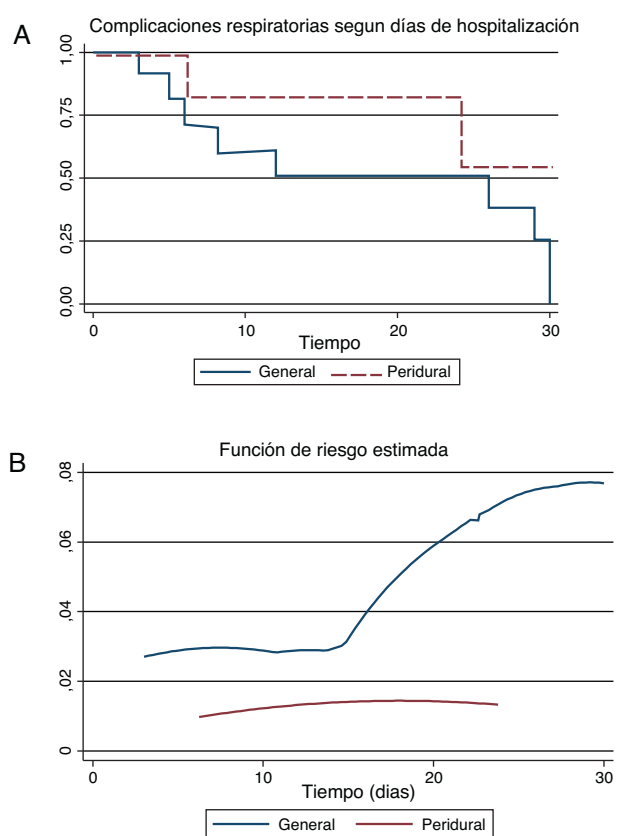 A
Complicaciones respiratorias segun días de hospitalización
1,00
0,75
0,50
0,25
0,00
0 10 20 30
Tiempo
General Peridural
B
Función de riesgo estimada
,08
,06
,04
,02
0
0 10 20 30
Tiempo (dias)
General Peridural